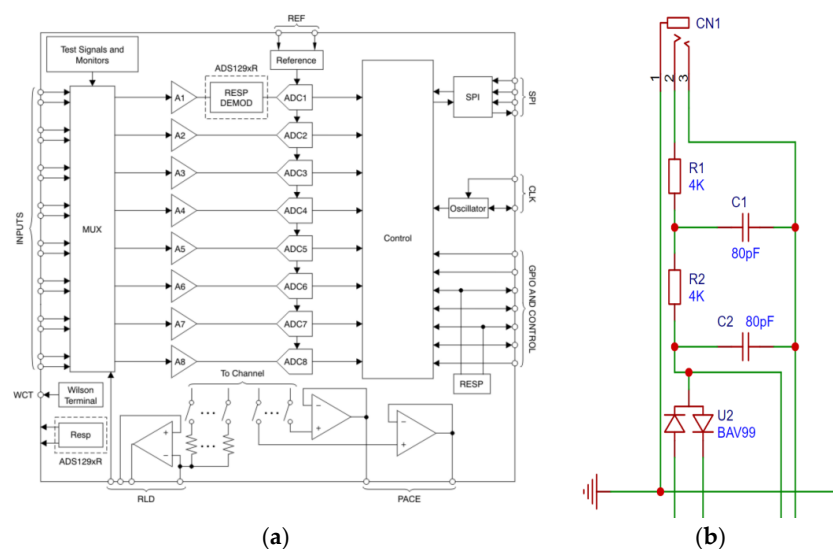 REF
Test Signals and
Monitors
ADS129xR
Reference
A1
RESP
DEMOD
ADC1
SPI
SPI
A2
ADC2
A3
ADC3
CLK
A4
ADC4
Oscillator
INPUTS
MUX
Control
A5
ADC5
A6
ADC6
GPIO AND CONTROL
A7
ADC7
A8
ADC8
To Channel
RESP
WCT
Wilson
Terminal
Resp
ADS129xR
RLD
PACE
(a)
CN1
1
2
3
R1
4K
C1
80pF
R2
4K
C2
80pF
U2
BAV99
(b)